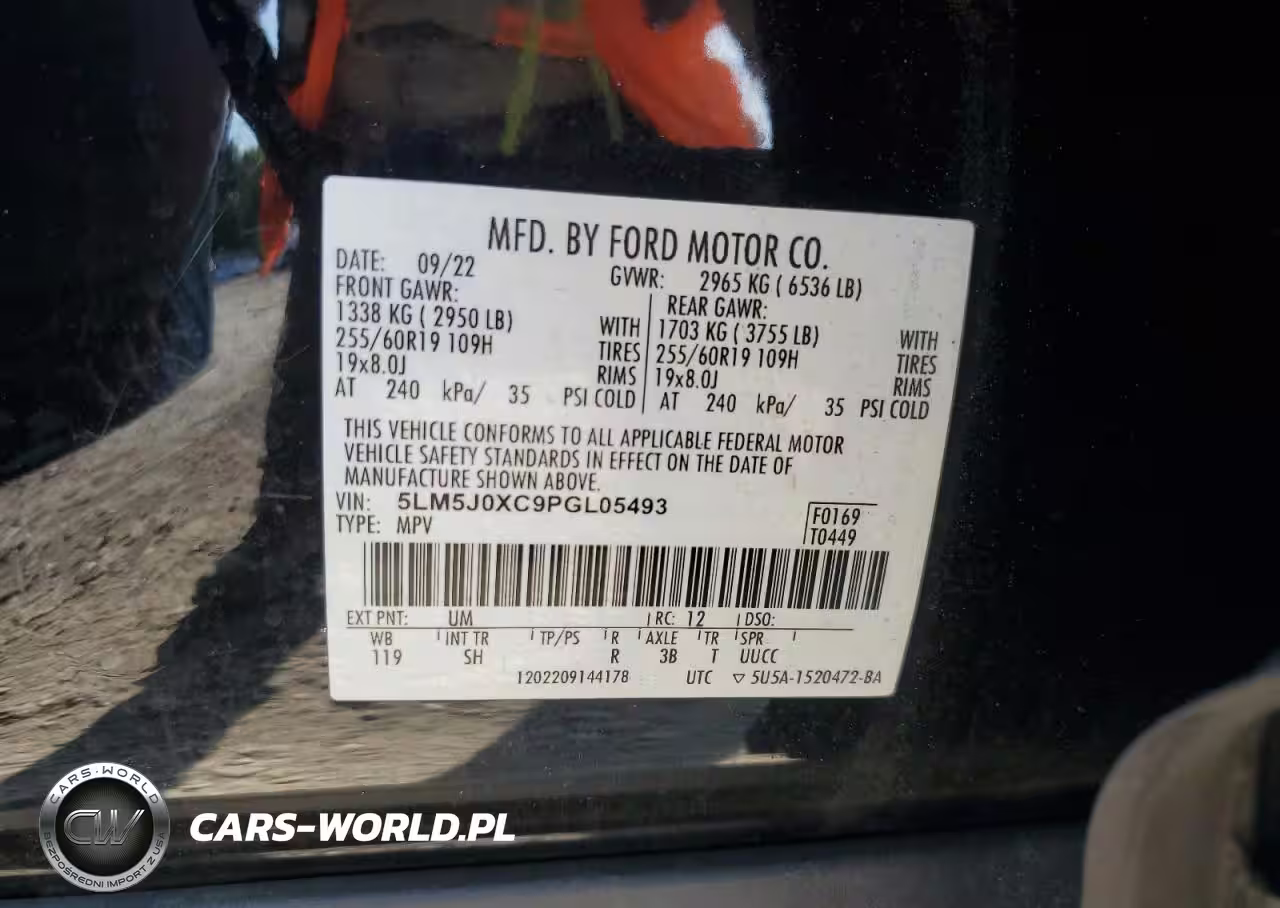 MFD. BY FORD MOTOR CO.
DATE: 09/22 GVWR: 2965 KG ( 6536 LB)
FRONT GAWR: REAR GAWR:
1338 KG ( 2950 LB) WITH 1703 KG ( 3755 LB) WITH
255/60R19 109H TIRES 255/60R19 109H TIRES
19x8.0J RIMS 19x8.0J RIMS
AT 240 kPa/ 35 PSI COLD AT 240 kPa/ 35 PSI COLD
THIS VEHICLE CONFORMS TO ALL APPLICABLE FEDERAL MOTOR
VEHICLE SAFETY STANDARDS IN EFFECT ON THE DATE OF
MANUFACTURE SHOWN ABOVE.
VIN: 5LM5J0XC9PGL05493
TYPE: MPV
F0169
T0449
EXT PNT: UM RC: 12 DSO:
WB INT TR TP/PS R AXLE TR SPR
119 SH R 3B T UUCC
1202209144178 UTC ▽ 5U5A-1520472-BA
CARS-WORLD
CW
BEZPOŚREDNI IMPORT Z USA
CARS-WORLD.PL